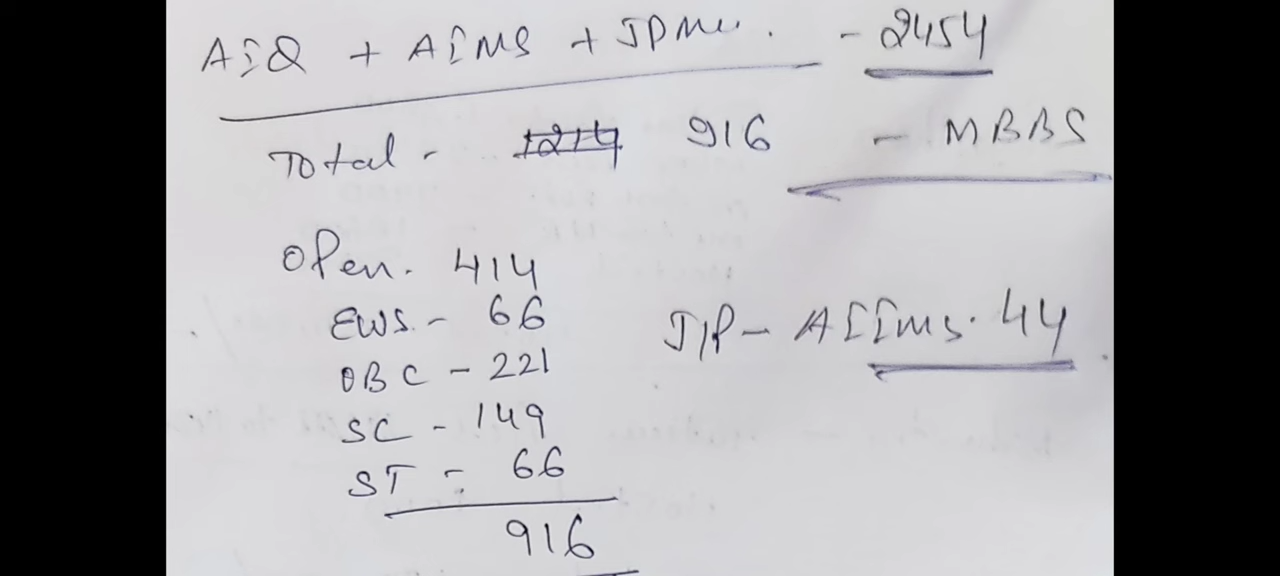 AIQ + AIMS + JPMer. - 2454
Total - 1214 916 - MBBS
Open. 414
EWS. - 66
J/P - AIIms. 44
OBC - 221
SC - 149
ST - 66
916